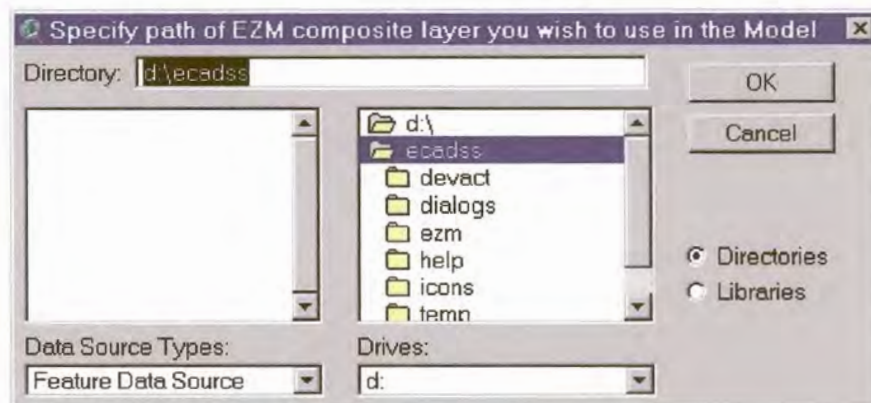 Specify path of EZM composite layer you wish to use in the Model
Directory: d:\ecadss
OK
Cancel
d:\
ecadss
devact
dialogs
ezm
help
icons
temp
Directories
Libraries
Data Source Types:
Feature Data Source
Drives:
d: